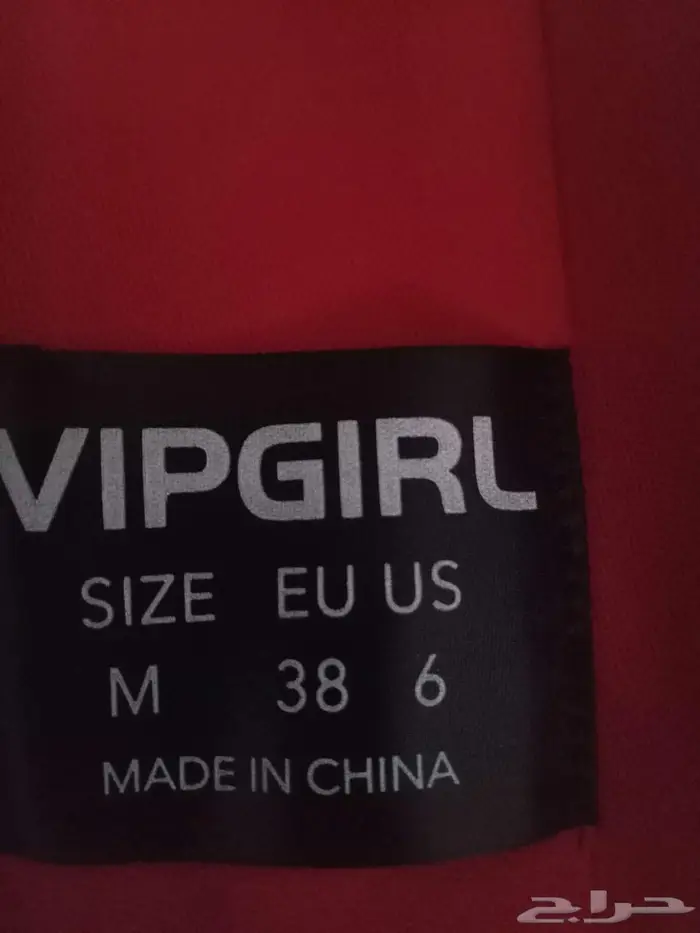 VIPGIRL
SIZE EU US
M 38 6
MADE IN CHINA
حراج